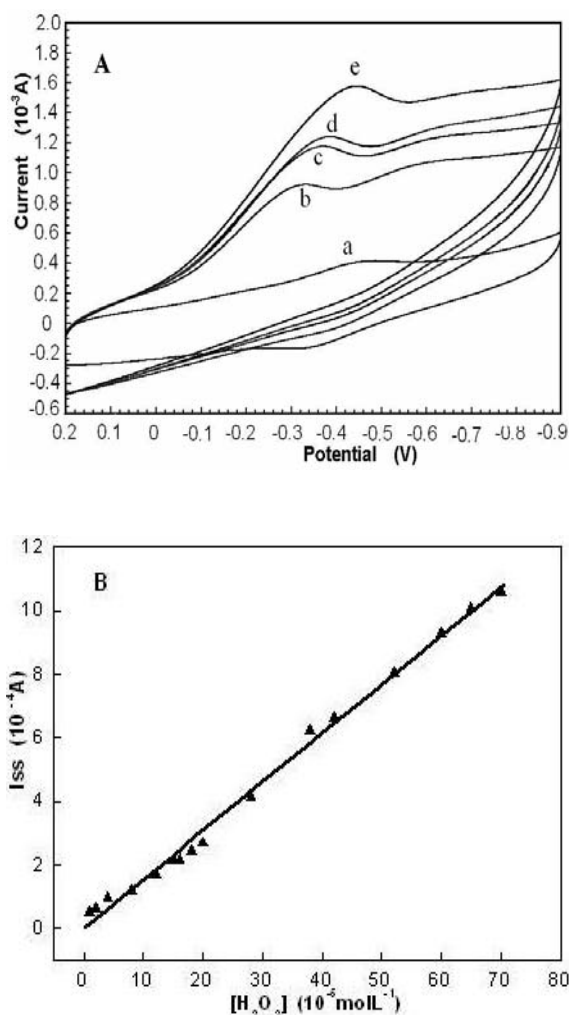 A
Current (10⁻³A)
2.0
1.8
1.6
1.4
1.2
1.0
0.8
0.6
0.4
0.2
0
-0.2
-0.4
-0.6
e
d
c
b
a
0.2 0.1 0 -0.1 -0.2 -0.3 -0.4 -0.5 -0.6 -0.7 -0.8 -0.9
Potential (V)
B
Iss (10⁻⁴A)
12
10
8
6
4
2
0
0 10 20 30 40 50 60 70 80
[H₂O₂] (10⁻⁶molL⁻¹)